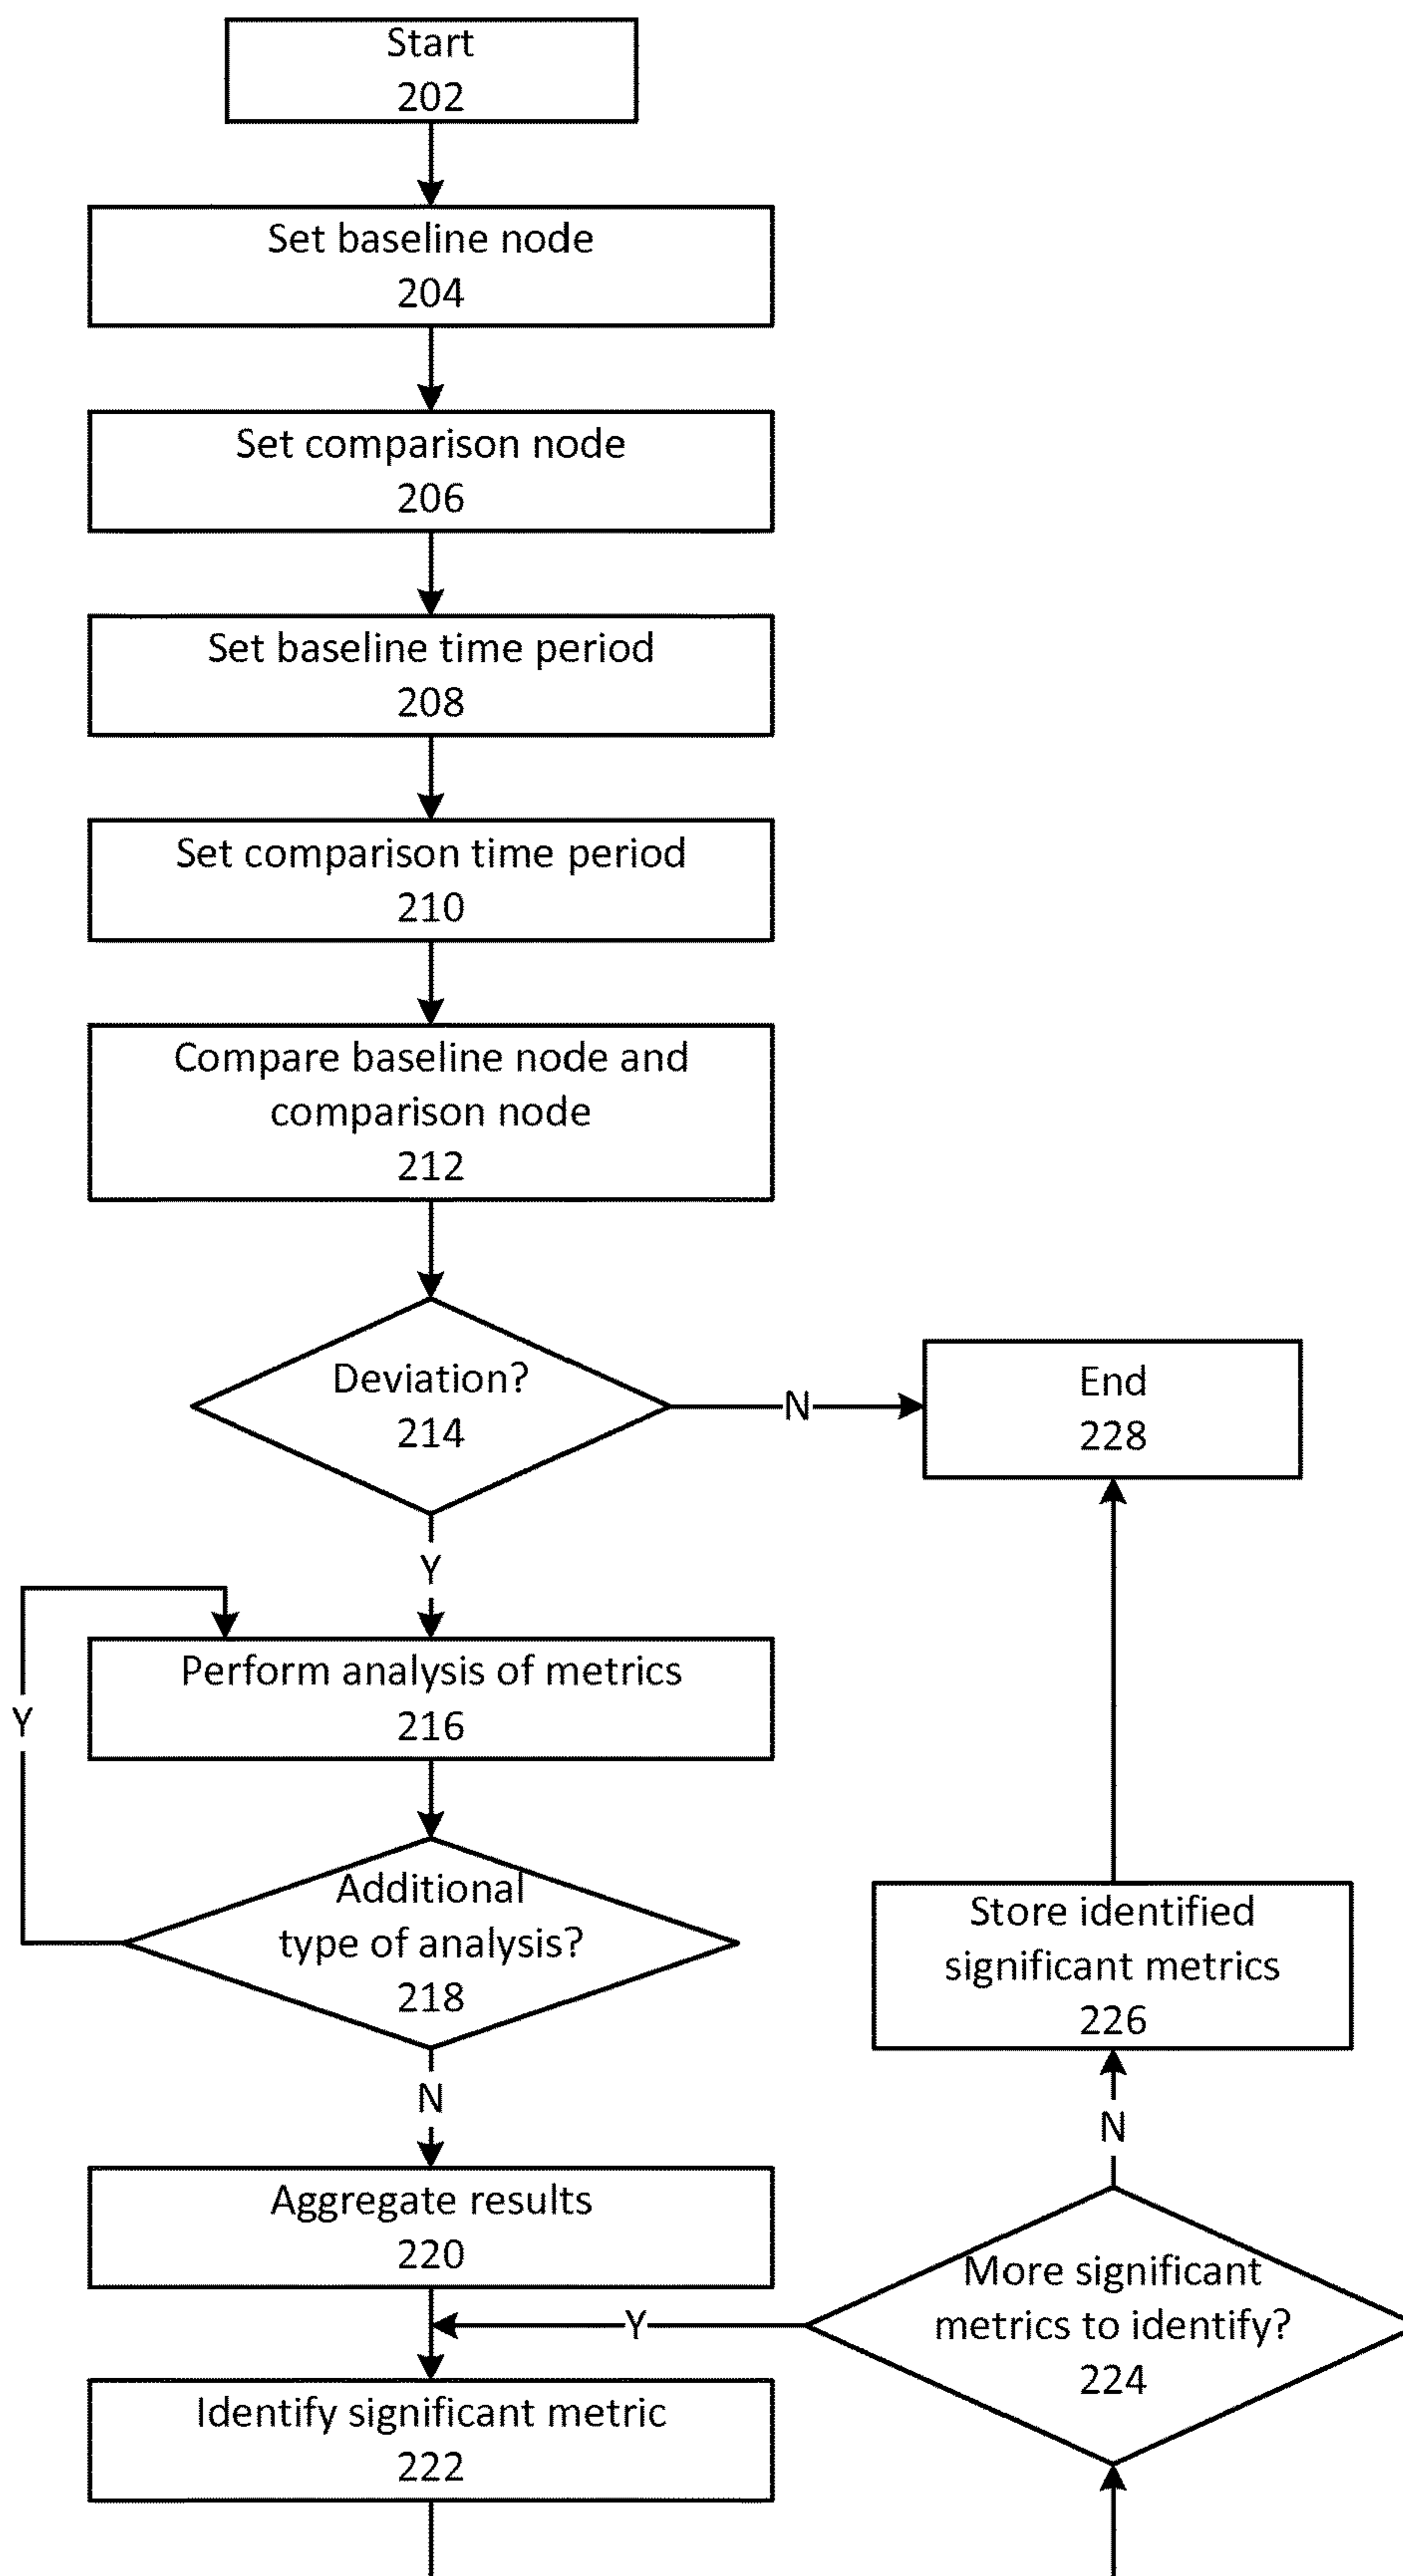 Start
202
Set baseline node
204
Set comparison node
206
Set baseline time period
208
Set comparison time period
210
Compare baseline node and
comparison node
212
Deviation?
214
N
End
228
Y
Perform analysis of metrics
216
Y
Additional
type of analysis?
218
N
Aggregate results
220
Y
Identify significant metric
222
More significant
metrics to identify?
224
N
Store identified
significant metrics
226